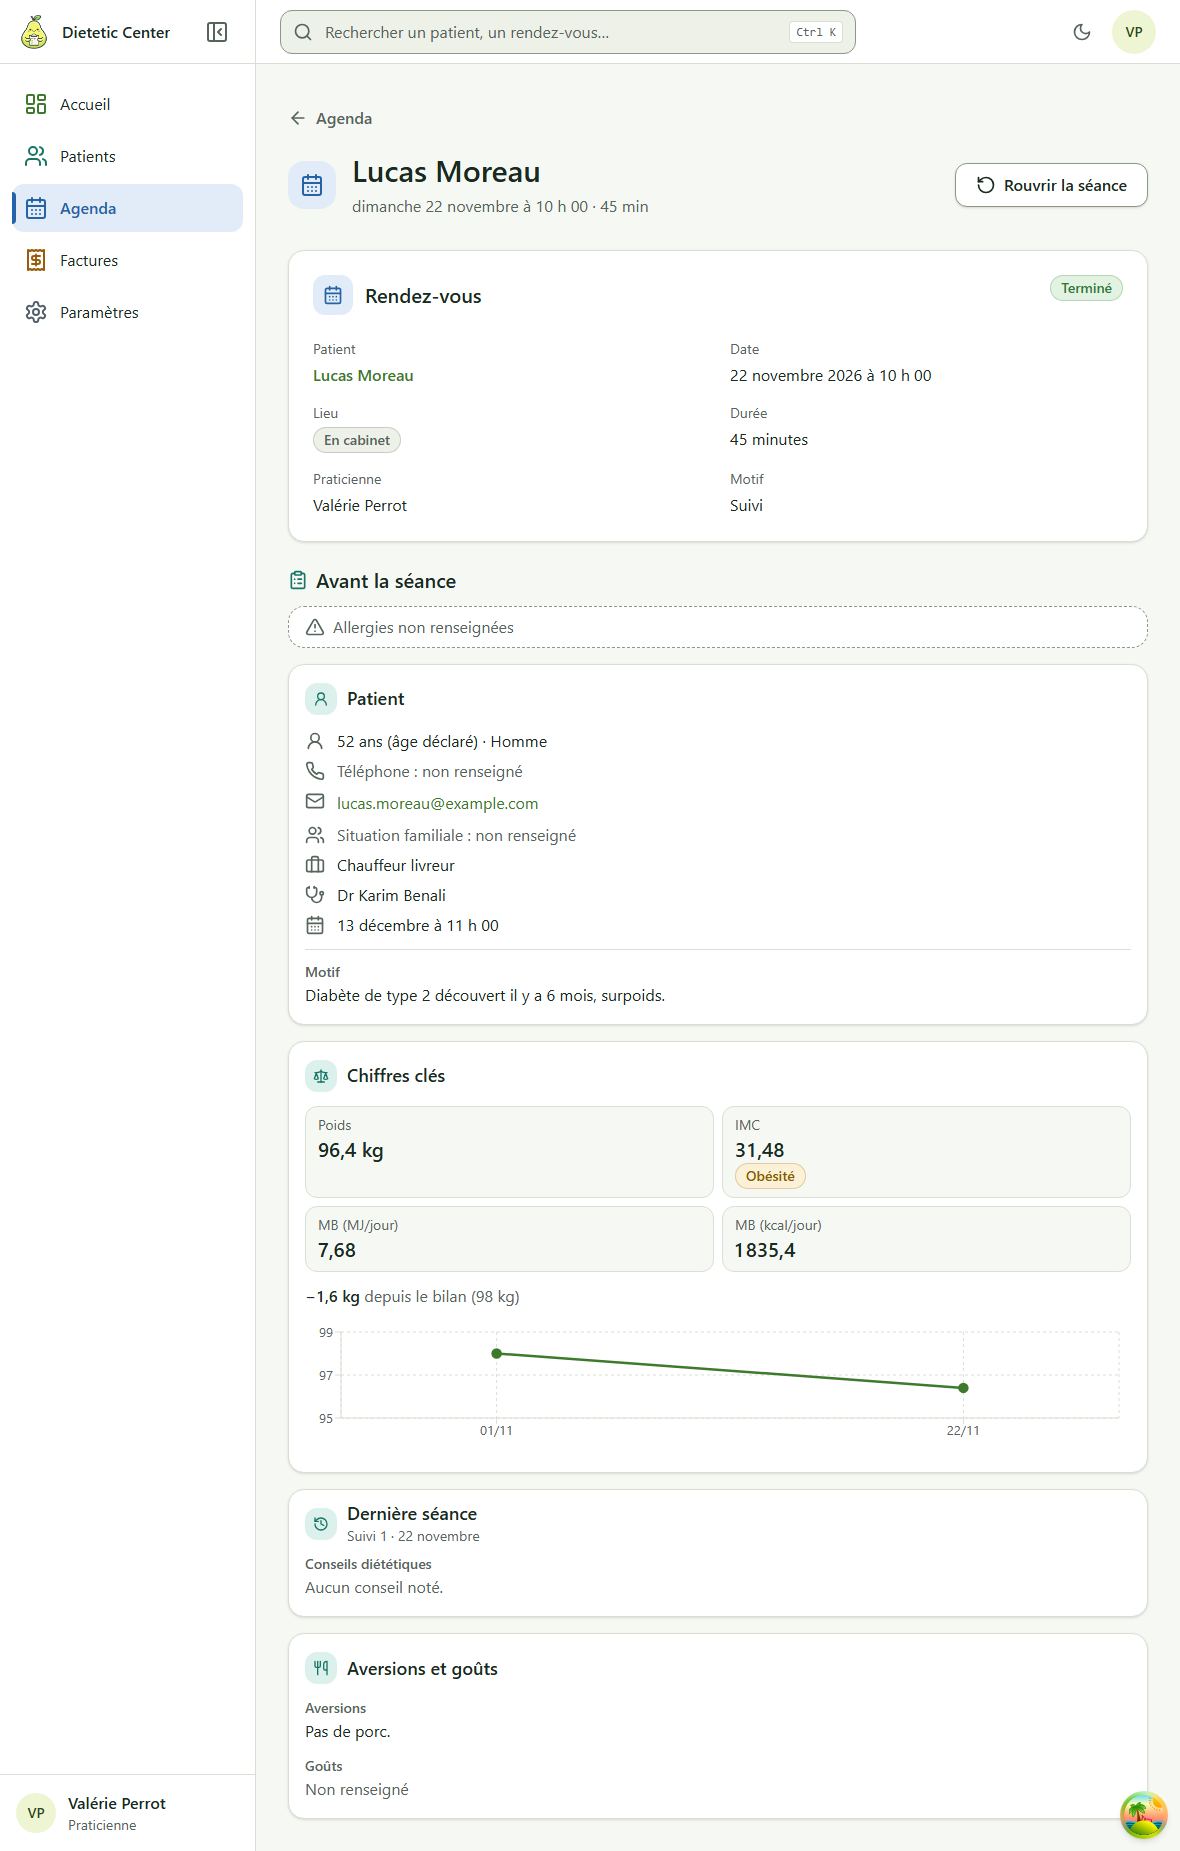 Dietetic Center
Rechercher un patient, un rendez-vous...
Ctrl K
VP
Accueil
Patients
Agenda
Factures
Paramètres
Agenda
Lucas Moreau
dimanche 22 novembre à 10 h 00 · 45 min
Rouvrir la séance
Rendez-vous
Terminé
Patient
Lucas Moreau
Date
22 novembre 2026 à 10 h 00
Lieu
En cabinet
Durée
45 minutes
Praticienne
Valérie Perrot
Motif
Suivi
Avant la séance
Allergies non renseignées
Patient
52 ans (âge déclaré) · Homme
Téléphone : non renseigné
lucas.moreau@example.com
Situation familiale : non renseigné
Chauffeur livreur
Dr Karim Benali
13 décembre à 11 h 00
Motif
Diabète de type 2 découvert il y a 6 mois, surpoids.
Chiffres clés
Poids
96,4 kg
IMC
31,48
Obésité
MB (MJ/jour)
7,68
MB (kcal/jour)
1 835,4
−1,6 kg depuis le bilan (98 kg)
99
97
95
01/11
22/11
Dernière séance
Suivi 1 · 22 novembre
Conseils diététiques
Aucun conseil noté.
Aversions et goûts
Aversions
Pas de porc.
Goûts
Non renseigné
VP
Valérie Perrot
Praticienne